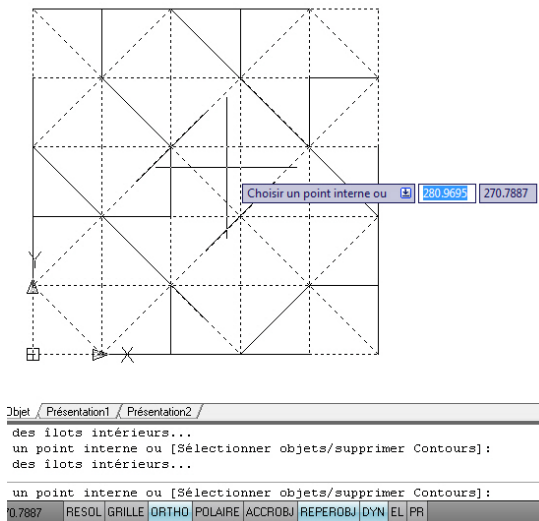 Choisir un point interne ou 280.9695 270.7887
Y
X
Objet Présentation1 Présentation2
des îlots intérieurs...
un point interne ou [Sélectionner objets/supprimer Contours]:
des îlots intérieurs...
un point interne ou [Sélectionner objets/supprimer Contours]:
70.7887 RESOL GRILLE ORTHO POLAIRE ACCROBJ REPEROBJ DYN EL PR